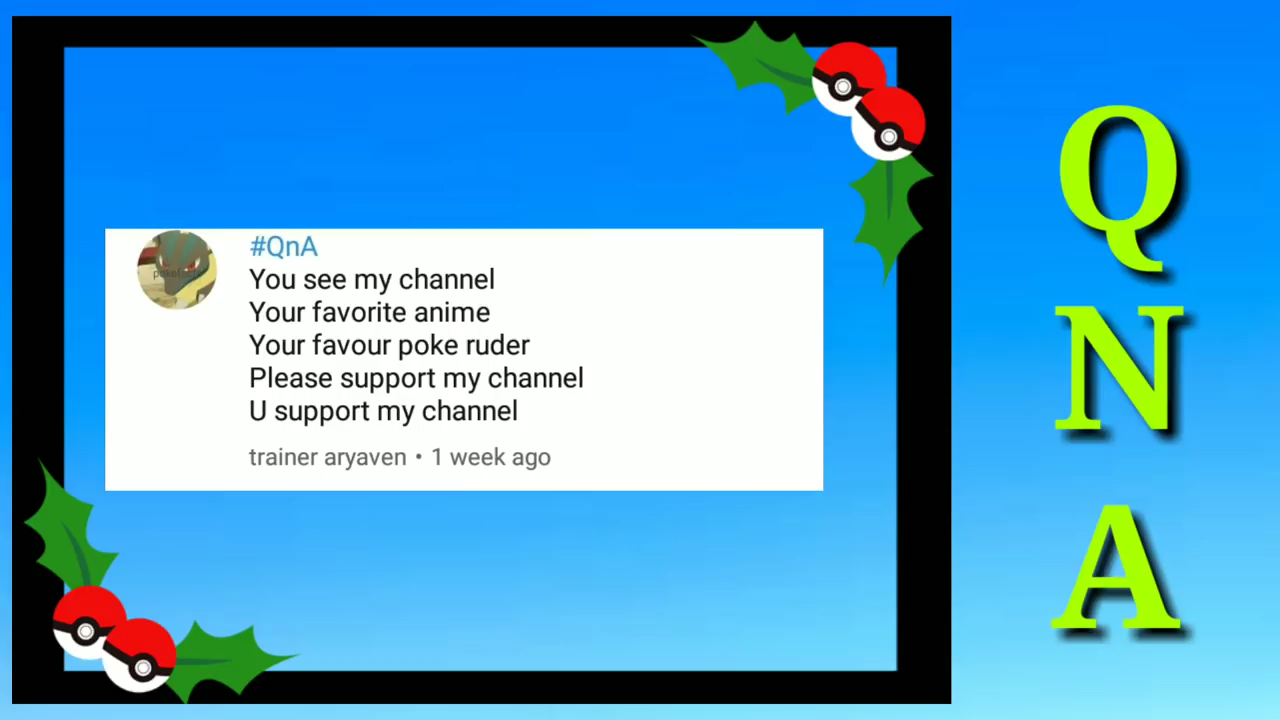 #QnA
You see my channel
Your favorite anime
Your favour poke ruder
Please support my channel
U support my channel
trainer aryaven • 1 week ago
Q
N
A